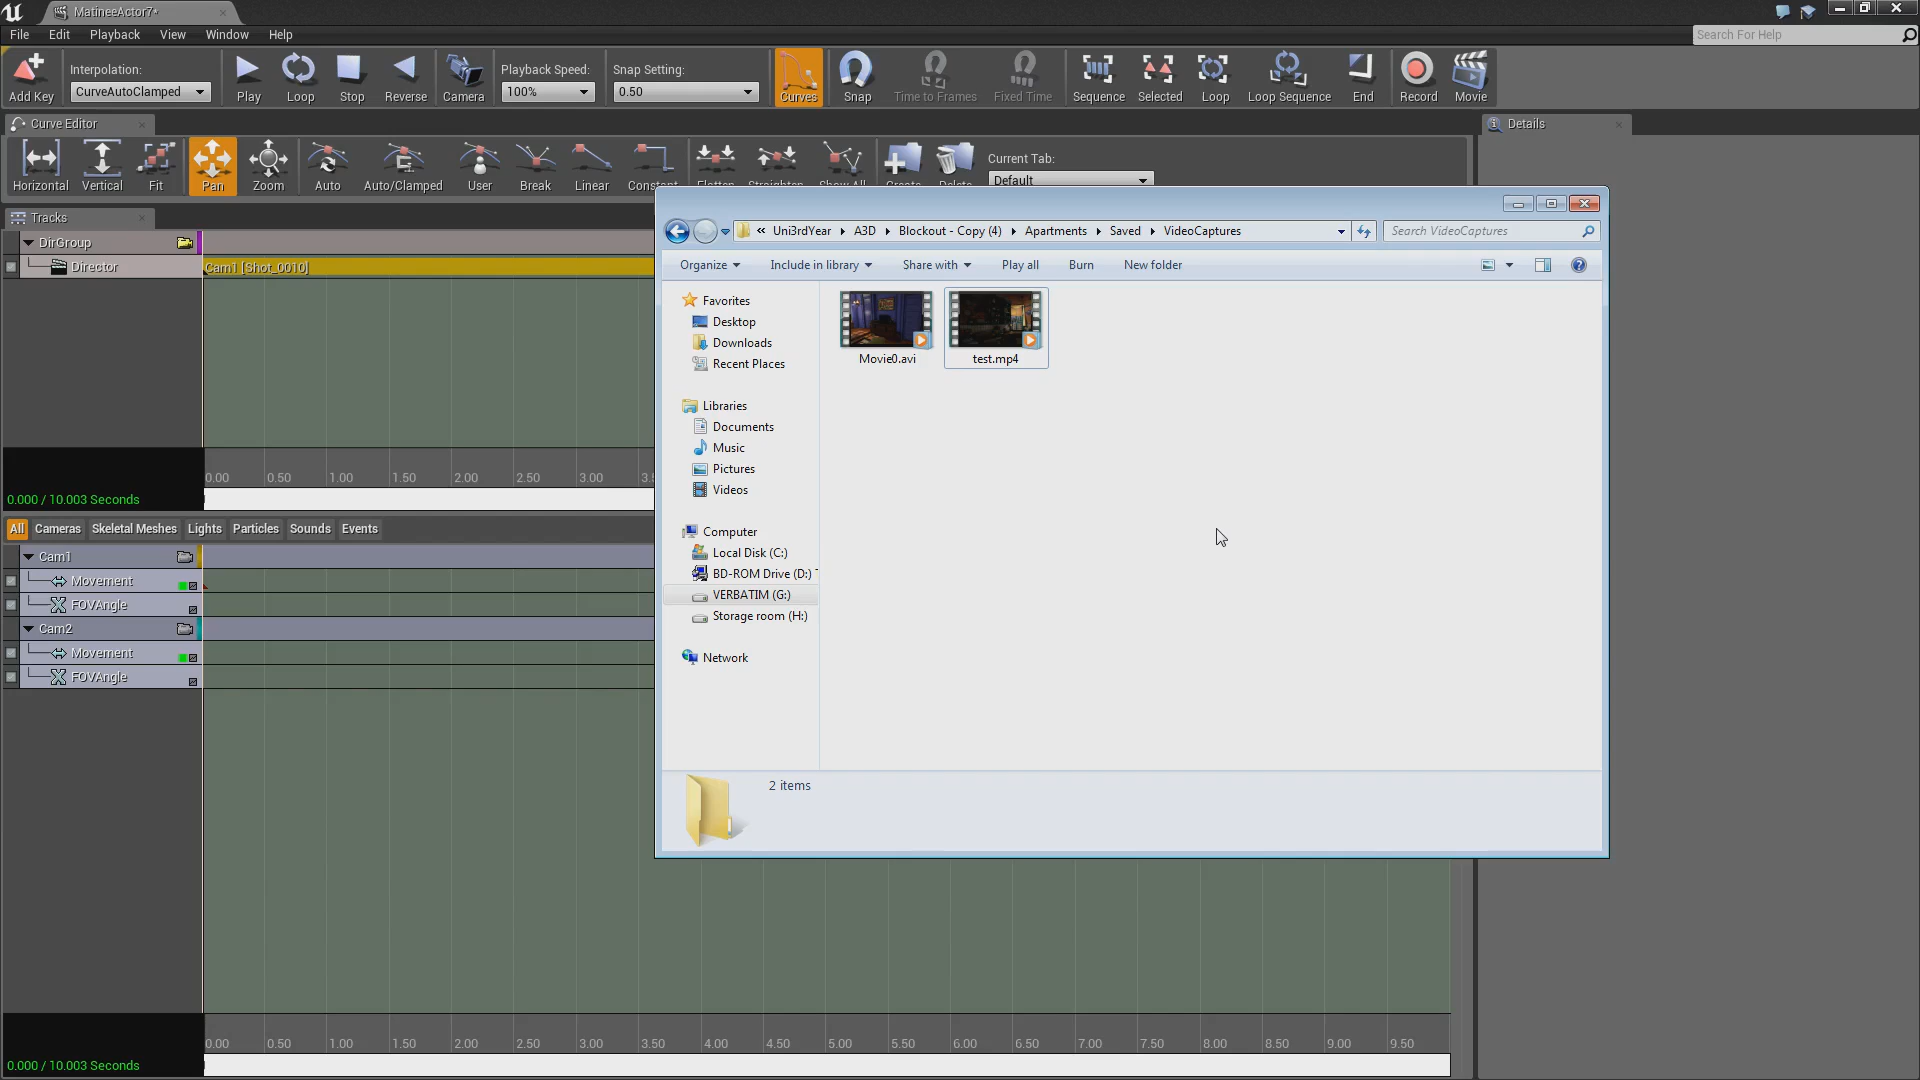 MatineeActor7*
File Edit Playback View Window Help
Search For Help
Add Key
Interpolation:
CurveAutoClamped
Play Loop Stop Reverse Camera
Playback Speed:
100%
Snap Setting:
0.50
Curves Snap Time to Frames Fixed Time Sequence Selected Loop Loop Sequence End Record Movie
Curve Editor
Details
Horizontal Vertical Fit Pan Zoom Auto Auto/Clamped User Break Linear Constant Flatten Straighten Show All Create Delete
Current Tab:
Default
Tracks
DirGroup
Director
Cam1 [Shot_0010]
0.00 0.50 1.00 1.50 2.00 2.50 3.00 3.5
0.000 / 10.003 Seconds
All Cameras Skeletal Meshes Lights Particles Sounds Events
Cam1
Movement
FOVAngle
Cam2
Movement
FOVAngle
0.00 0.50 1.00 1.50 2.00 2.50 3.00 3.50 4.00 4.50 5.00 5.50 6.00 6.50 7.00 7.50 8.00 8.50 9.00 9.50
0.000 / 10.003 Seconds
« Uni3rdYear A3D Blockout - Copy (4) Apartments Saved VideoCaptures
Search VideoCaptures
Organize Include in library Share with Play all Burn New folder
Favorites
Desktop
Downloads
Recent Places
Libraries
Documents
Music
Pictures
Videos
Computer
Local Disk (C:)
BD-ROM Drive (D:) T
VERBATIM (G:)
Storage room (H:)
Network
Movie0.avi
test.mp4
2 items